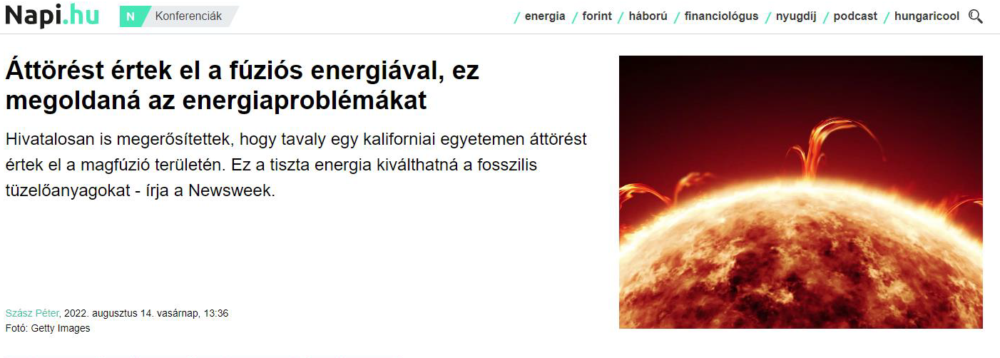 Napi.hu
N Konferenciák
/ energia / forint / háború / financiológus / nyugdíj / podcast / hungaricool
Áttörést értek el a fúziós energiával, ez
megoldaná az energiaproblémákat
Hivatalosan is megerősítettek, hogy tavaly egy kaliforniai egyetemen áttörést
értek el a magfúzió területén. Ez a tiszta energia kiválthatná a fosszilis
tüzelőanyagokat - írja a Newsweek.
Szász Péter, 2022. augusztus 14. vasárnap, 13:36
Fotó: Getty Images